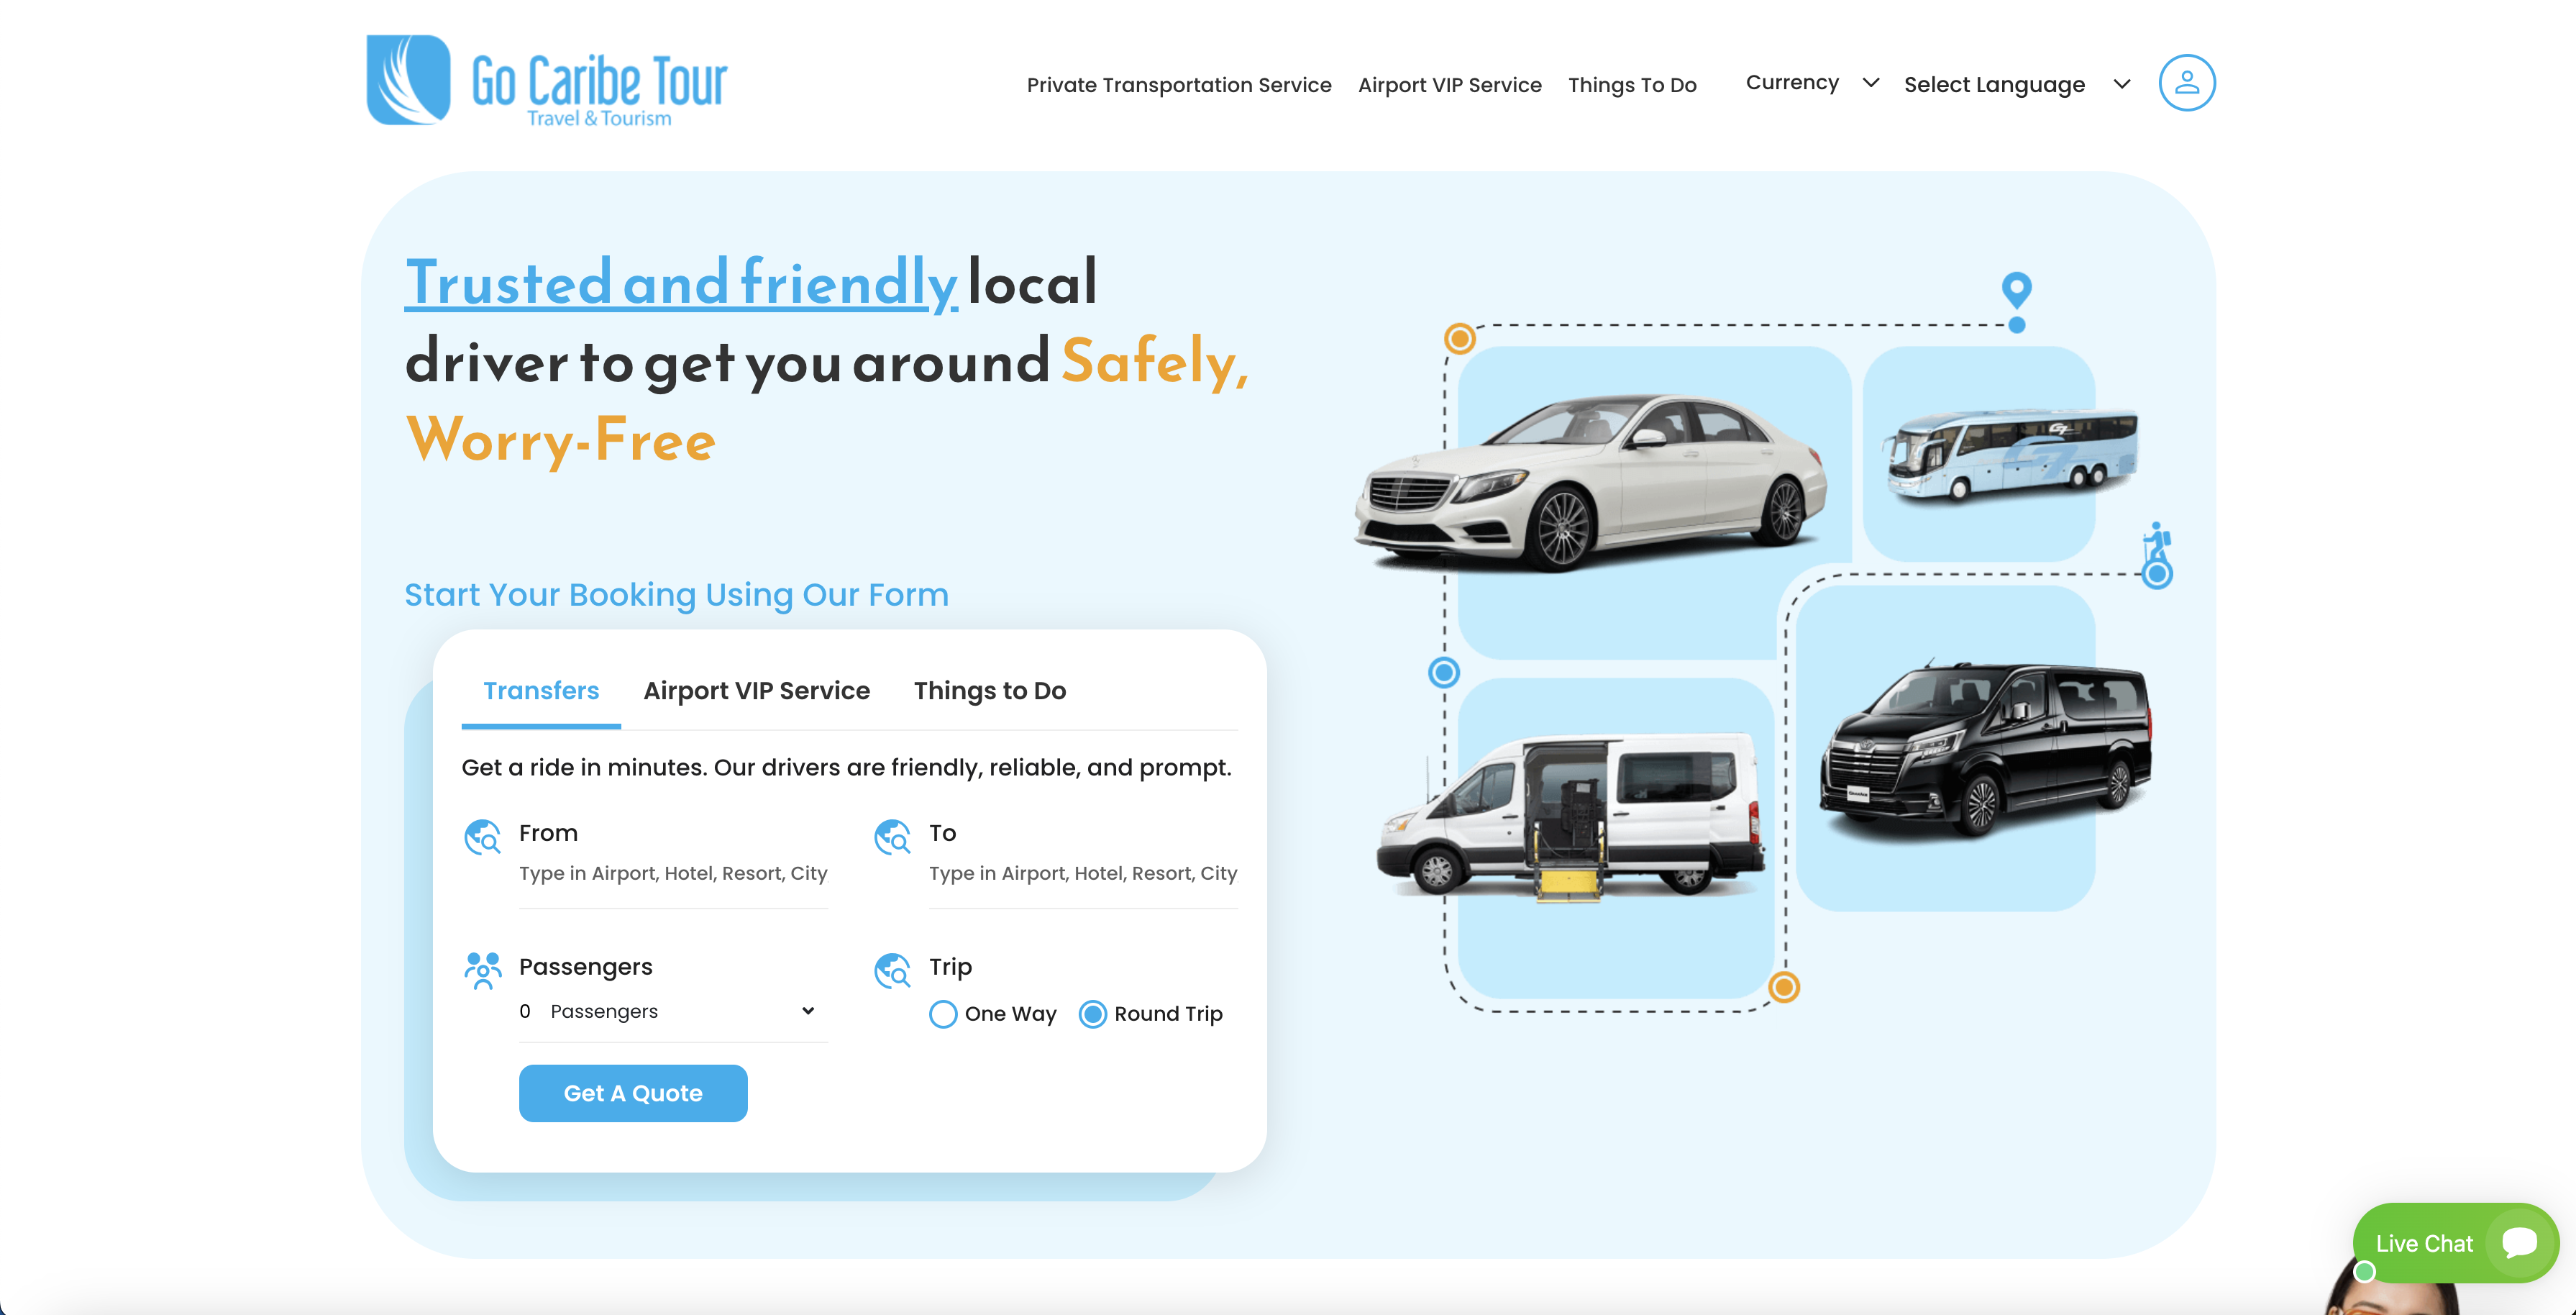 Go Caribe Tour
Travel & Tourism
Private Transportation Service
Airport VIP Service
Things To Do
Currency
Select Language
Trusted and friendly local
driver to get you around Safely,
Worry-Free
Start Your Booking Using Our Form
Transfers
Airport VIP Service
Things to Do
Get a ride in minutes. Our drivers are friendly, reliable, and prompt.
From
Type in Airport, Hotel, Resort, City
To
Type in Airport, Hotel, Resort, City
Passengers
0 Passengers
Trip
One Way
Round Trip
Get A Quote
G7
G7
Live Chat